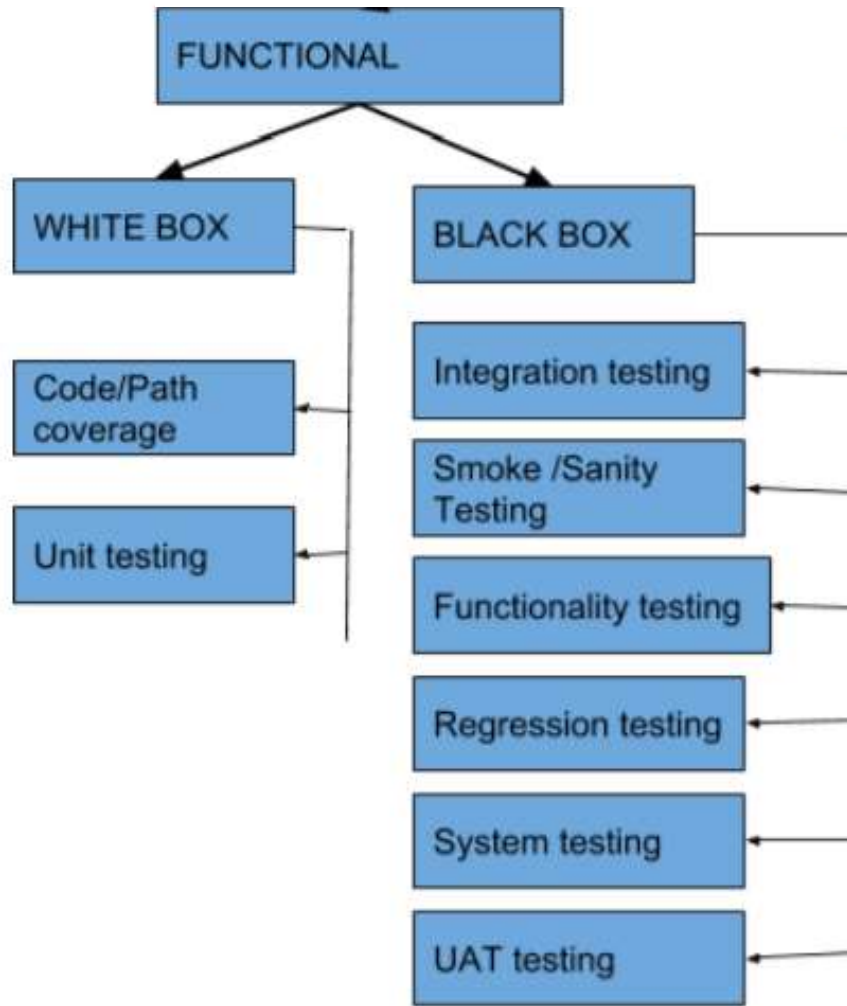 FUNCTIONAL
WHITE BOX
BLACK BOX
Code/Path
coverage
Unit testing
Integration testing
Smoke /Sanity
Testing
Functionality testing
Regression testing
System testing
UAT testing